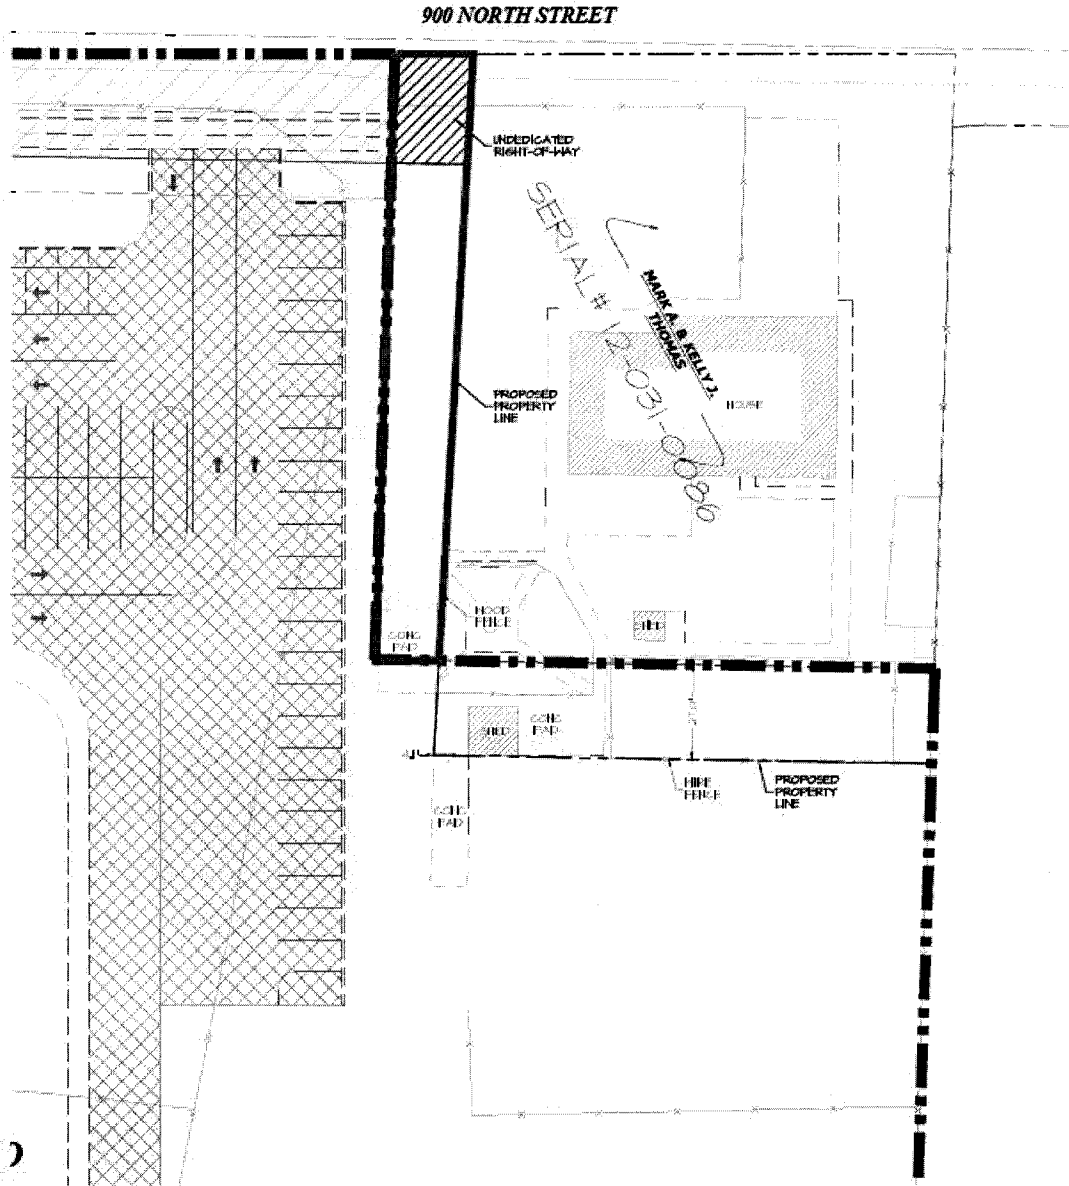 900 NORTH STREET
UNDEDICATED
RIGHT-OF-WAY
SERIAL # 12-031-0086
MARK A. & KELLY J.
THOMAS
PROPOSED
PROPERTY
LINE
HOUSE
WOOD
FENCE
CONC
PAD
SHED
SHED
CONC
PAD
WIRE
FENCE
PROPOSED
PROPERTY
LINE
CONC
PAD